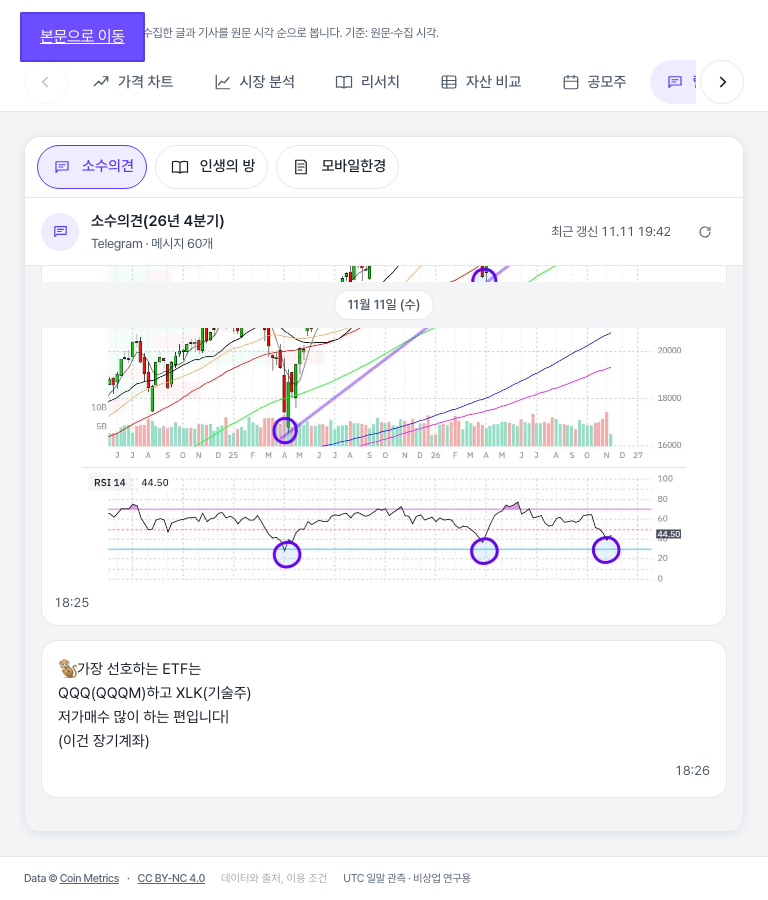 본문으로 이동
수집한 글과 기사를 원문 시각 순으로 봅니다. 기준: 원문·수집 시각.
가격 차트
시장 분석
리서치
자산 비교
공모주
소수의견
인생의 방
모바일한경
소수의견(26년 4분기)
Telegram · 메시지 60개
최근 갱신 11.11 19:42
11월 11일 (수)
20000
18000
16000
10B
5B
J J A S O N D 25 F M A M J J A S O N D 26 F M A M J J A S O N D 27
RSI 14 44.50
100
80
60
44.50
20
0
18:25
가장 선호하는 ETF는
QQQ(QQQM)하고 XLK(기술주)
저가매수 많이 하는 편입니다
(이건 장기계좌)
18:26
Data © Coin Metrics · CC BY-NC 4.0 데이터와 출처, 이용 조건 UTC 일말 관측 · 비상업 연구용